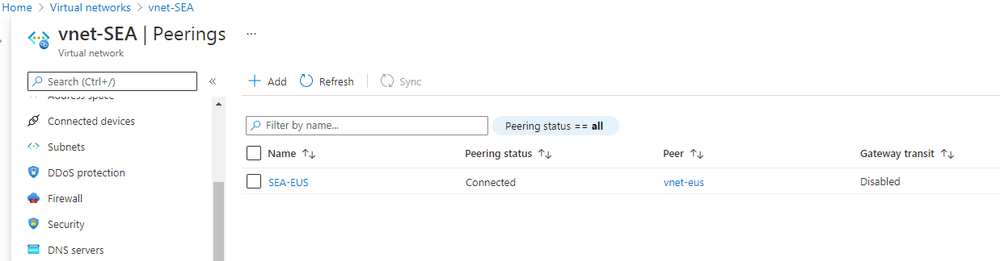 Home > Virtual networks > vnet-SEA
vnet-SEA | Peerings ...
Virtual network
Search (Ctrl+/) «
Address space
Connected devices
Subnets
DDoS protection
Firewall
Security
DNS servers
+ Add Refresh Sync
Filter by name... Peering status == all
Name ↑↓ Peering status ↑↓ Peer ↑↓ Gateway transit ↑↓
SEA-EUS Connected vnet-eus Disabled